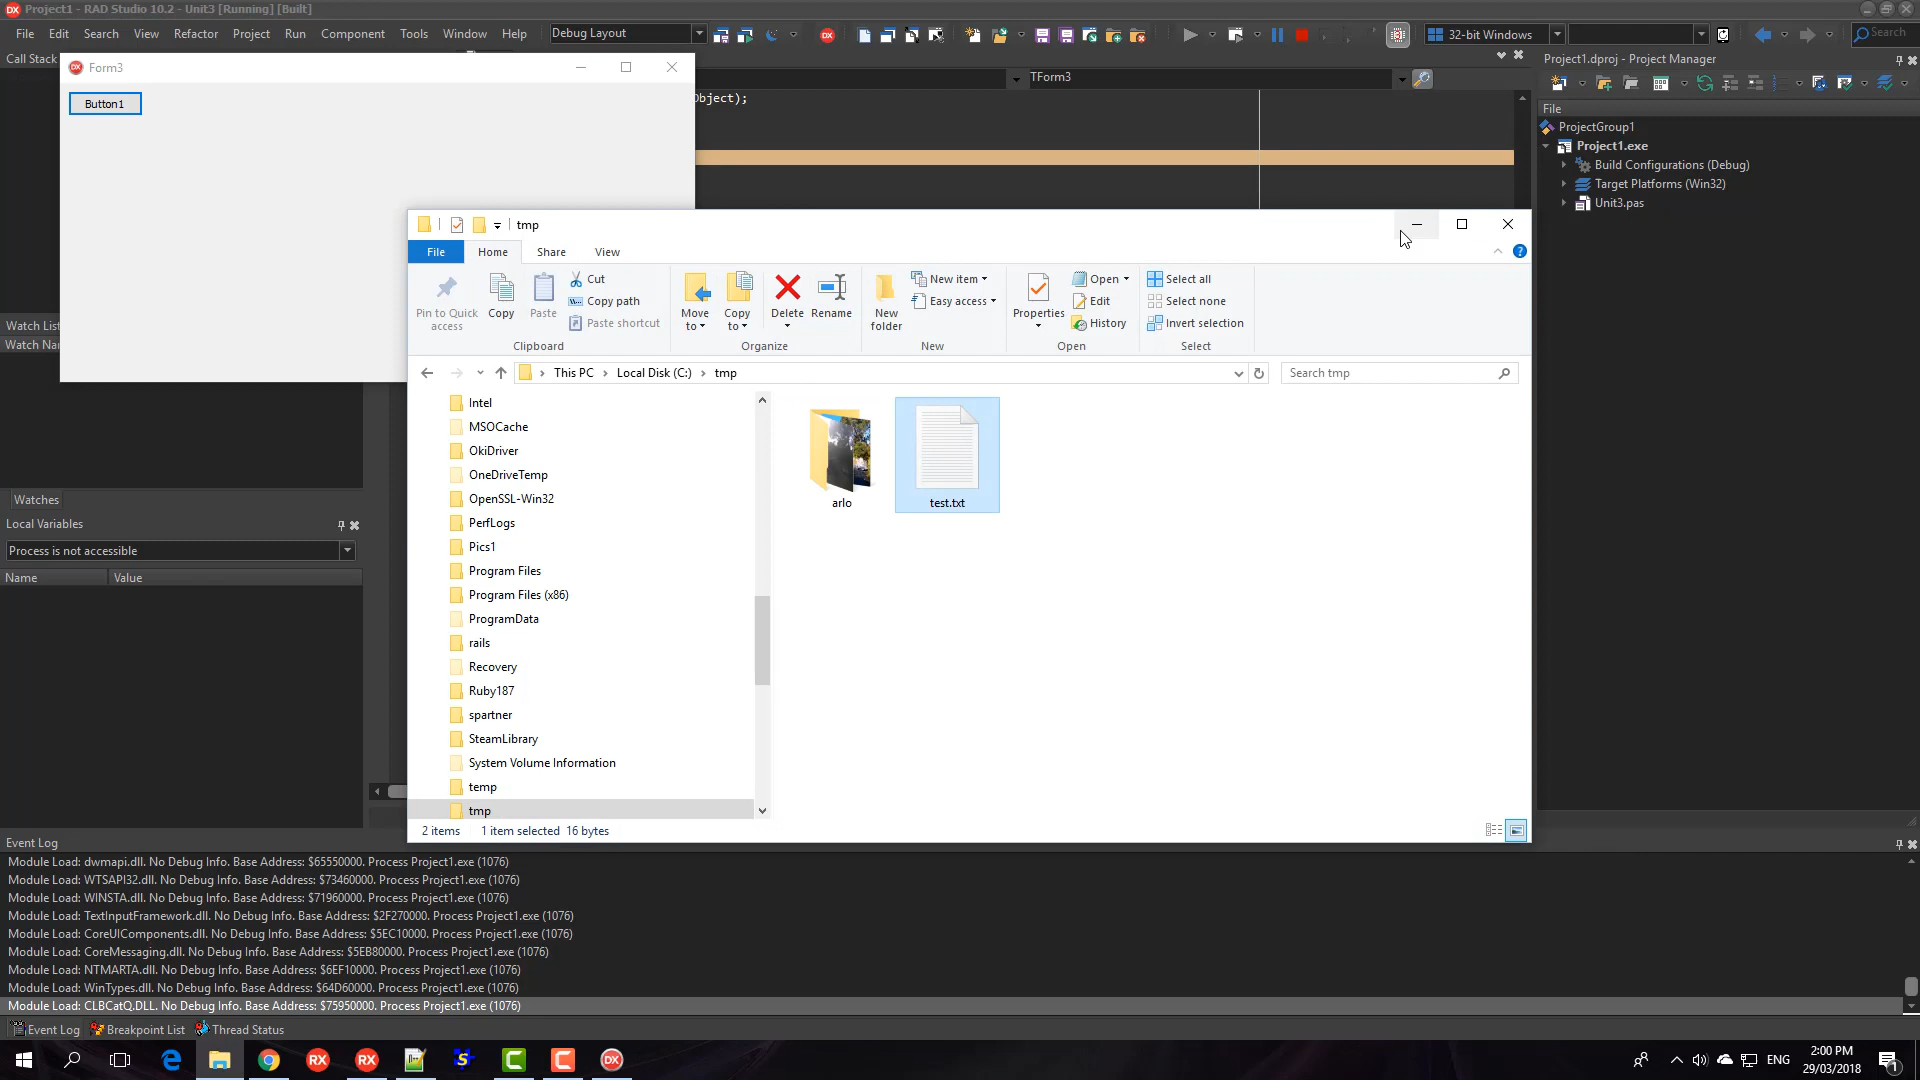 Project1 - RAD Studio 10.2 - Unit3 [Running] [Built]
File Edit Search View Refactor Project Run Component Tools Window Help
Debug Layout
32-bit Windows
Search
Call Stack
Form3
Button1
TForm3
Object);
Project1.dproj - Project Manager
File
ProjectGroup1
Project1.exe
Build Configurations (Debug)
Target Platforms (Win32)
Unit3.pas
tmp
File Home Share View
Pin to Quick access
Copy
Paste
Cut
Copy path
Paste shortcut
Clipboard
Move to
Copy to
Delete
Rename
Organize
New folder
New item
Easy access
New
Properties
Open
Edit
History
Open
Select all
Select none
Invert selection
Select
This PC > Local Disk (C:) > tmp
Search tmp
Intel
MSOCache
OkiDriver
OneDriveTemp
OpenSSL-Win32
PerfLogs
Pics1
Program Files
Program Files (x86)
ProgramData
rails
Recovery
Ruby187
spartner
SteamLibrary
System Volume Information
temp
tmp
arlo
test.txt
2 items 1 item selected 16 bytes
Watch List
Watch Nar
Watches
Local Variables
Process is not accessible
Name Value
Event Log
Module Load: dwmapi.dll. No Debug Info. Base Address: $65550000. Process Project1.exe (1076)
Module Load: WTSAPI32.dll. No Debug Info. Base Address: $73460000. Process Project1.exe (1076)
Module Load: WINSTA.dll. No Debug Info. Base Address: $71960000. Process Project1.exe (1076)
Module Load: TextInputFramework.dll. No Debug Info. Base Address: $2F270000. Process Project1.exe (1076)
Module Load: CoreUIComponents.dll. No Debug Info. Base Address: $5EC10000. Process Project1.exe (1076)
Module Load: CoreMessaging.dll. No Debug Info. Base Address: $5EB80000. Process Project1.exe (1076)
Module Load: NTMARTA.dll. No Debug Info. Base Address: $6EF10000. Process Project1.exe (1076)
Module Load: WinTypes.dll. No Debug Info. Base Address: $64D60000. Process Project1.exe (1076)
Module Load: CLBCatQ.DLL. No Debug Info. Base Address: $75950000. Process Project1.exe (1076)
Event Log Breakpoint List Thread Status
ENG
2:00 PM
29/03/2018